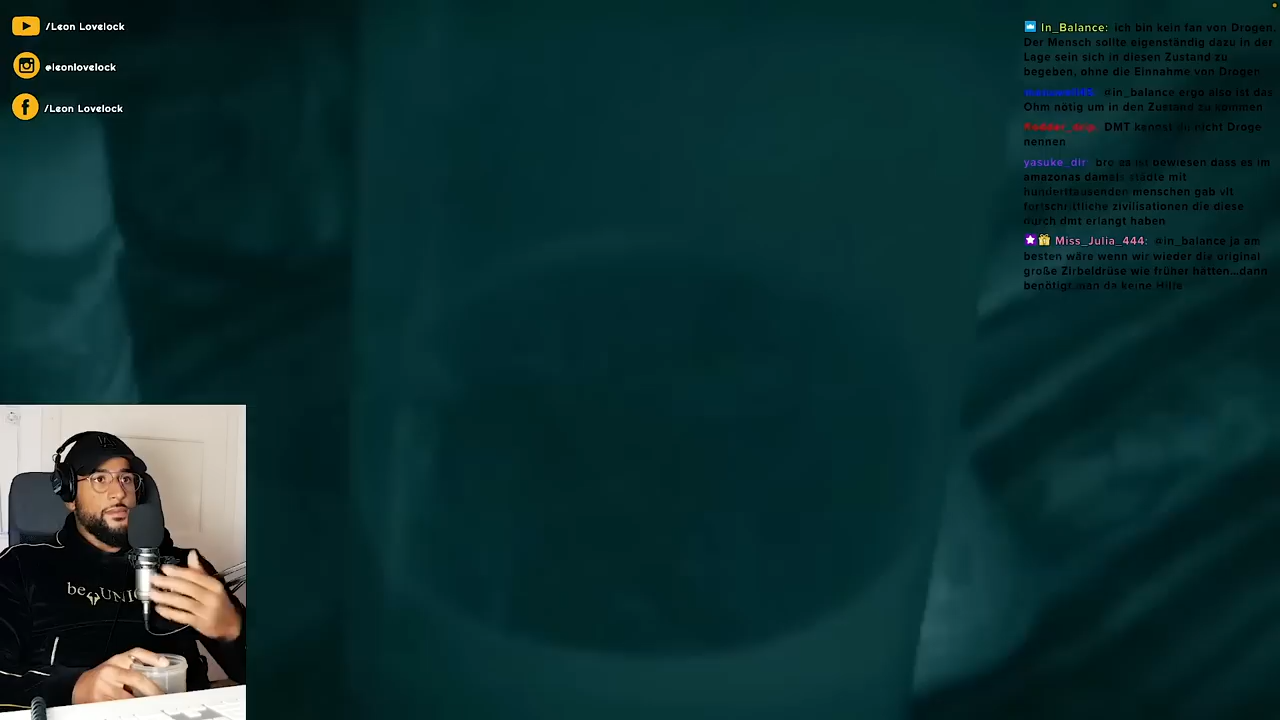 /Leon Lovelock
@leonlovelock
/Leon Lovelock
In_Balance: ich bin kein fan von Drogen.
Der Mensch sollte eigenständig dazu in der
Lage sein sich in diesen Zustand zu
begeben, ohne die Einnahme von Drogen
@in_balance ergo also ist das
Ohm nötig um in den Zustand zu kommen
DMT kannst du nicht Droge
nennen
yasuke_dlr: bro es ist bewiesen dass es im
amazonas damals städte mit
hunderttausenden menschen gab vlt
fortschrittliche zivilisationen die diese
durch dmt erlangt haben
Miss_Julia_444: @in_balance ja am
besten wäre wenn wir wieder die original
große Zirbeldrüse wie früher hätten...dann
benötigt man da keine Hilfe
be UNIQ